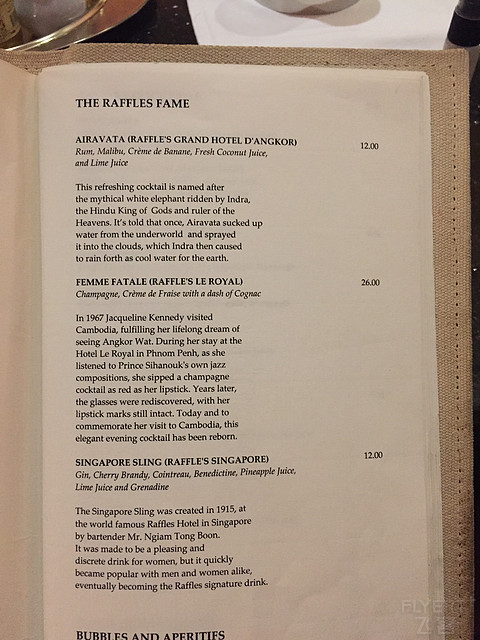 THE RAFFLES FAME
AIRAVATA (RAFFLE'S GRAND HOTEL D'ANGKOR) 12.00
Rum, Malibu, Crème de Banane, Fresh Coconut Juice,
and Lime Juice
This refreshing cocktail is named after
the mythical white elephant ridden by Indra,
the Hindu King of Gods and ruler of the
Heavens. It's told that once, Airavata sucked up
water from the underworld and sprayed
it into the clouds, which Indra then caused
to rain forth as cool water for the earth.
FEMME FATALE (RAFFLE'S LE ROYAL) 26.00
Champagne, Crème de Fraise with a dash of Cognac
In 1967 Jacqueline Kennedy visited
Cambodia, fulfilling her lifelong dream of
seeing Angkor Wat. During her stay at the
Hotel Le Royal in Phnom Penh, as she
listened to Prince Sihanouk's own jazz
compositions, she sipped a champagne
cocktail as red as her lipstick. Years later,
the glasses were rediscovered, with her
lipstick marks still intact. Today and to
commemorate her visit to Cambodia, this
elegant evening cocktail has been reborn.
SINGAPORE SLING (RAFFLE'S SINGAPORE) 12.00
Gin, Cherry Brandy, Cointreau, Benedictine, Pineapple Juice,
Lime Juice and Grenadine
The Singapore Sling was created in 1915, at
the world famous Raffles Hotel in Singapore
by bartender Mr. Ngiam Tong Boon.
It was made to be a pleasing and
discrete drink for women, but it quickly
became popular with men and women alike,
eventually becoming the Raffles signature drink.
BUBBLES AND APERITIFS